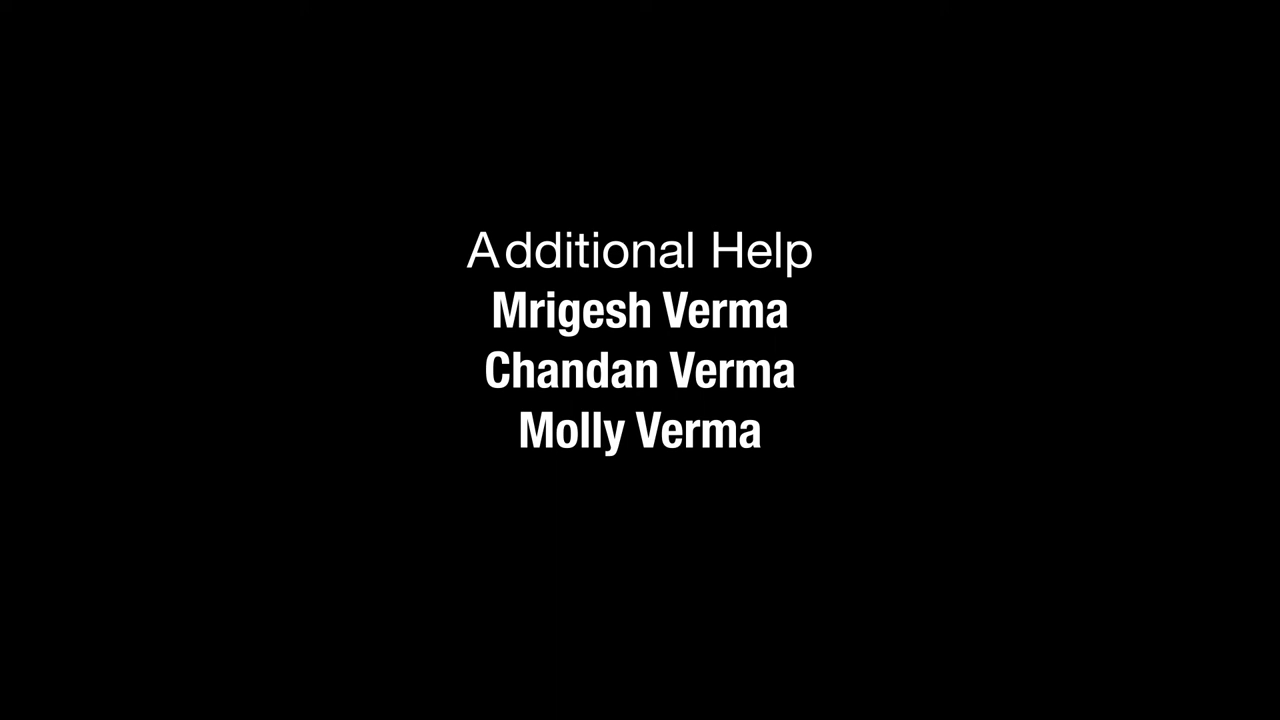 Additional Help
Mrigesh Verma
Chandan Verma
Molly Verma